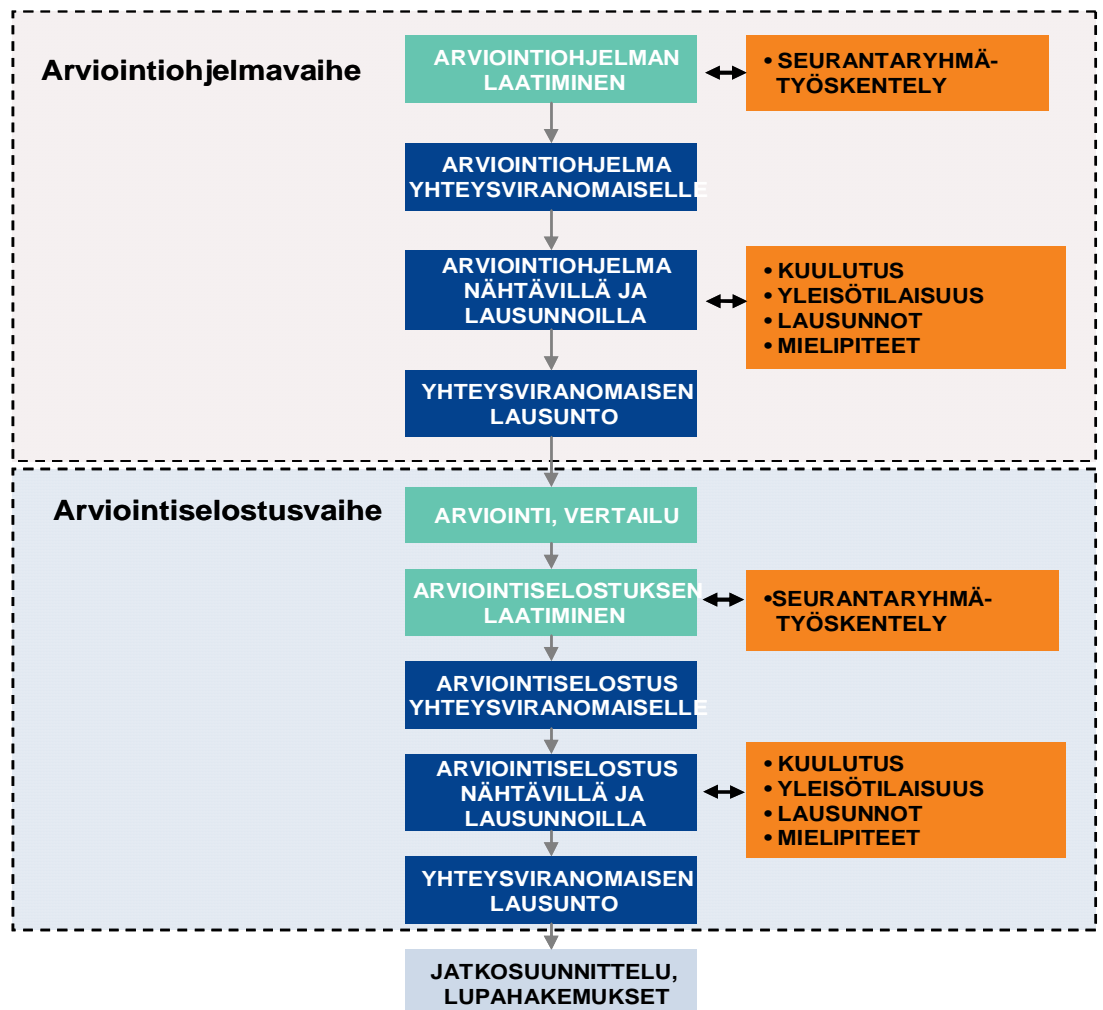 Arviointiohjelmavaihe
ARVIOINTIOHJELMAN
LAATIMINEN
• SEURANTARYHMÄ-
TYÖSKENTELY
ARVIOINTIOHJELMA
YHTEYSVIRANOMAISELLE
ARVIOINTIOHJELMA
NÄHTÄVILLÄ JA
LAUSUNNOILLA
• KUULUTUS
• YLEISÖTILAISUUS
• LAUSUNNOT
• MIELIPITEET
YHTEYSVIRANOMAISEN
LAUSUNTO
Arviointiselostusvaihe
ARVIOINTI, VERTAILU
ARVIOINTISELOSTUKSEN
LAATIMINEN
•SEURANTARYHMÄ-
TYÖSKENTELY
ARVIOINTISELOSTUS
YHTEYSVIRANOMAISELLE
ARVIOINTISELOSTUS
NÄHTÄVILLÄ JA
LAUSUNNOILLA
• KUULUTUS
• YLEISÖTILAISUUS
• LAUSUNNOT
• MIELIPITEET
YHTEYSVIRANOMAISEN
LAUSUNTO
JATKOSUUNNITTELU,
LUPAHAKEMUKSET